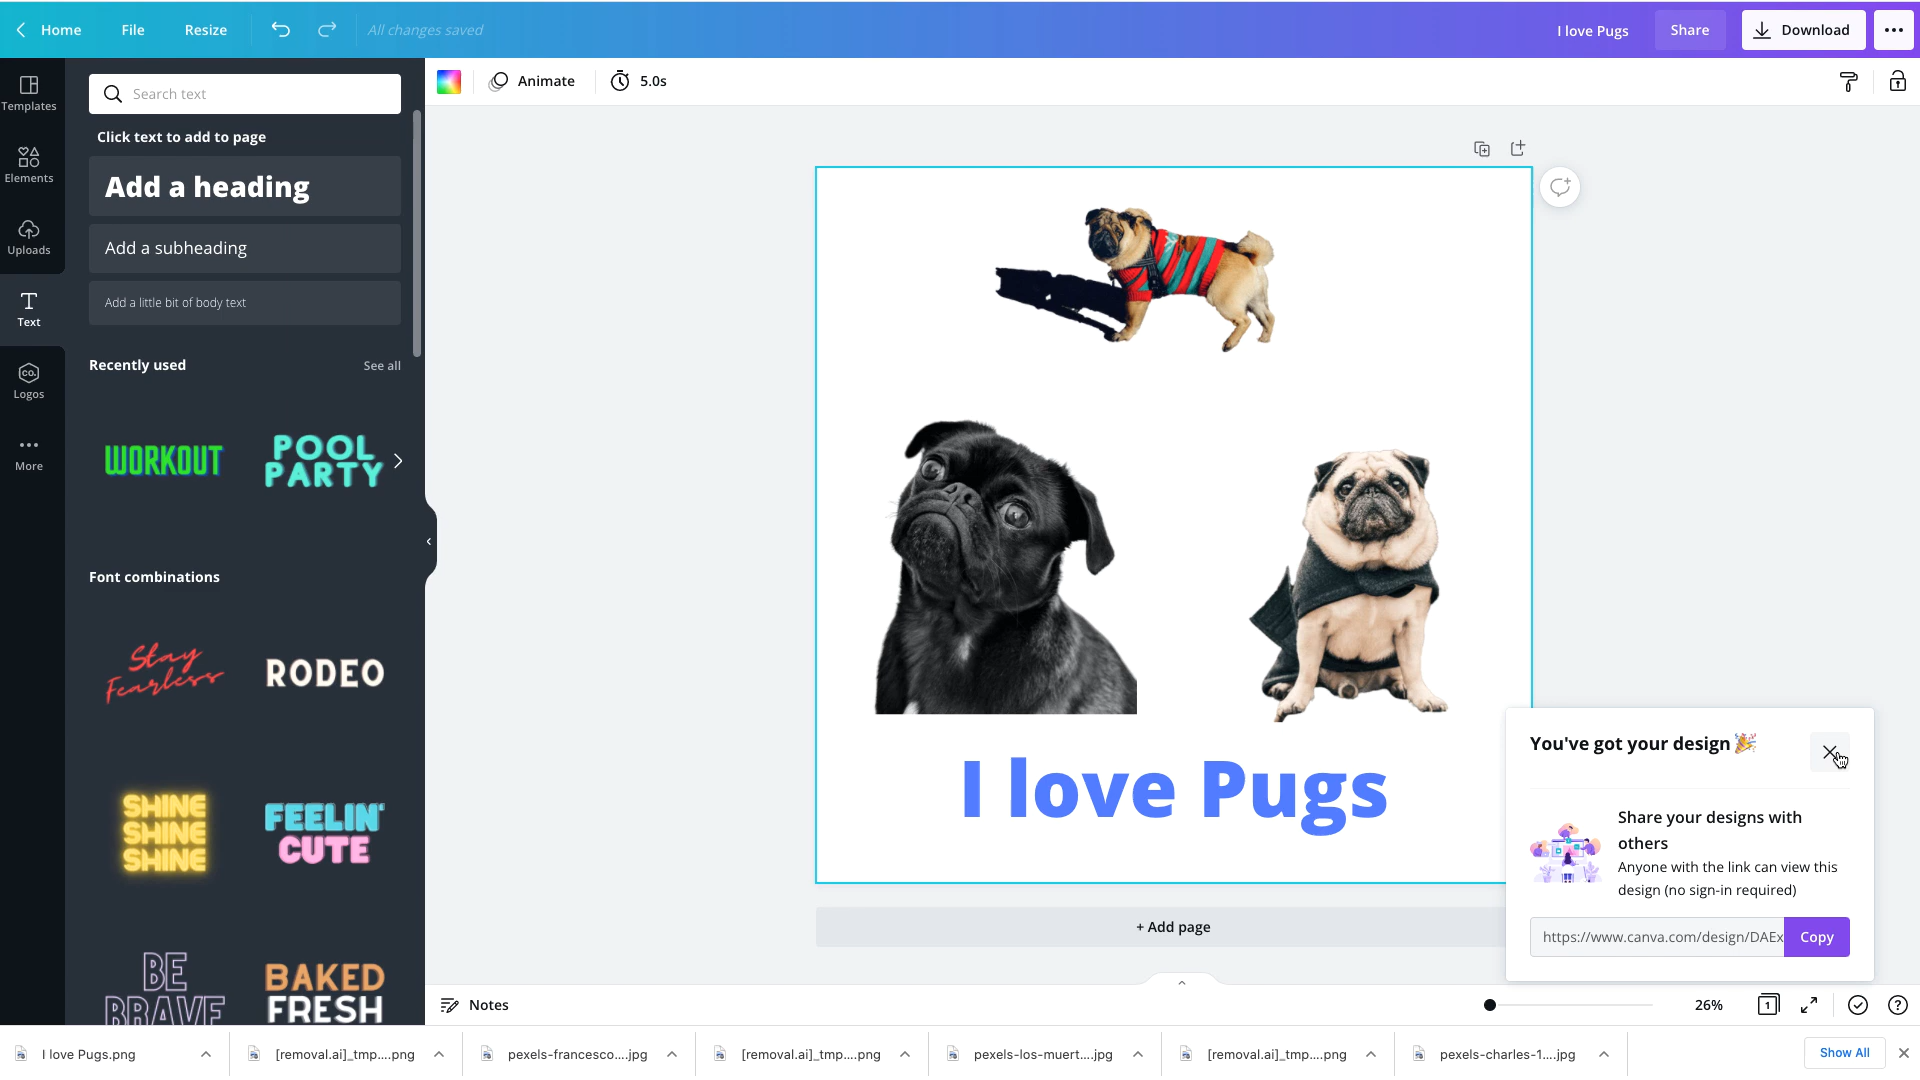 Home
File
Resize
All changes saved
I love Pugs
Share
Download
Templates
Elements
Uploads
Text
Logos
More
CO.
Search text
Click text to add to page
Add a heading
Add a subheading
Add a little bit of body text
Recently used
See all
WORKOUT
POOL
PARTY
Font combinations
Stay
Fearless
RODEO
SHINE
SHINE
SHINE
FEELIN'
CUTE
BE
BRAVE
BAKED
FRESH
Animate
5.0s
I love Pugs
+ Add page
You've got your design
Share your designs with
others
Anyone with the link can view this
design (no sign-in required)
https://www.canva.com/design/DAEx
Copy
Notes
26%
1
I love Pugs.png
[removal.ai]_tmp....png
pexels-francesco....jpg
[removal.ai]_tmp....png
pexels-los-muert....jpg
[removal.ai]_tmp....png
pexels-charles-1....jpg
Show All